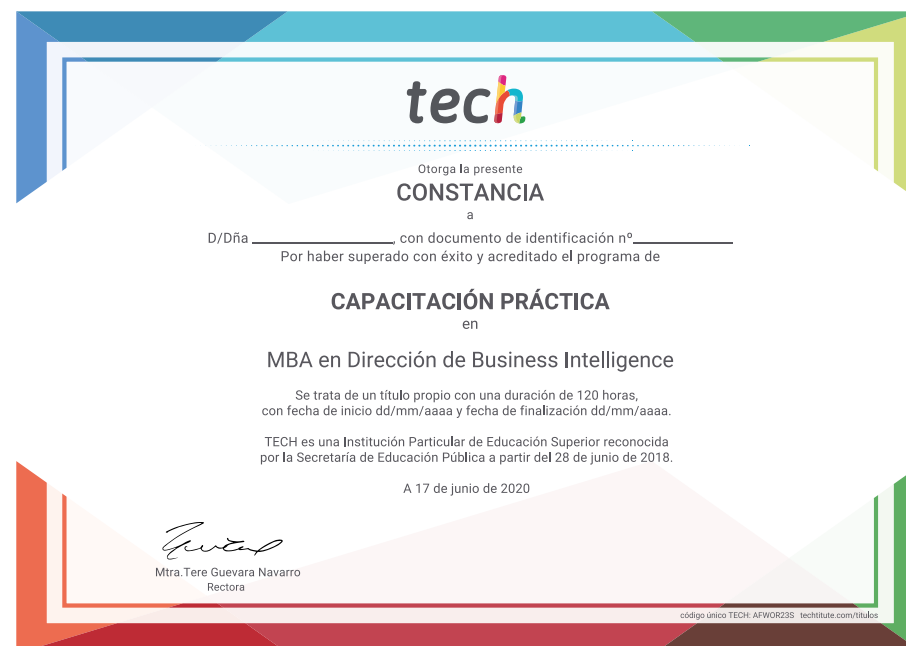 tech
Otorga la presente
CONSTANCIA
a
D/Dña ____________________, con documento de identificación nº______________
Por haber superado con éxito y acreditado el programa de
CAPACITACIÓN PRÁCTICA
en
MBA en Dirección de Business Intelligence
Se trata de un título propio con una duración de 120 horas,
con fecha de inicio dd/mm/aaaa y fecha de finalización dd/mm/aaaa.
TECH es una Institución Particular de Educación Superior reconocida
por la Secretaría de Educación Pública a partir del 28 de junio de 2018.
A 17 de junio de 2020
Mtra.Tere Guevara Navarro
Rectora
código único TECH: AFWOR23S techtitute.com/títulos